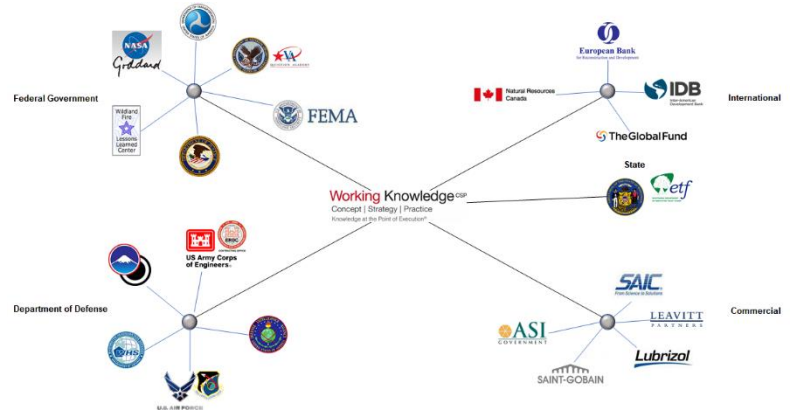 NASA
Goddard
VA
European Bank
for Reconstruction and Development
Federal Government
Natural Resources
Canada
IDB
Inter-American
Development Bank
International
Wildland
Fire
Lessons
Learned
Center
FEMA
TheGlobalFund
State
etf
Working Knowledge CSP
Concept | Strategy | Practice
Knowledge at the Point of Execution
US Army Corps
of Engineers
Department of Defense
SAIC
From Science to Solutions
LEAVITT
PARTNERS
Commercial
ASI
GOVERNMENT
Lubrizol
SAINT-GOBAIN
U.S. AIR FORCE